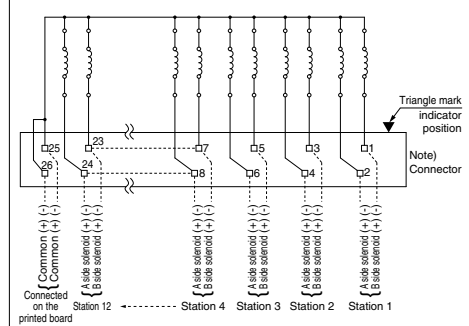 Triangle mark
indicator
position
Note)
Connector
25
23
7
5
3
1
26
24
8
6
4
2
Common (+) (-)
Common (+) (-)
A side solenoid (+) (-)
B side solenoid (+) (-)
A side solenoid (+) (-)
B side solenoid (+) (-)
A side solenoid (+) (-)
B side solenoid (+) (-)
A side solenoid (+) (-)
B side solenoid (+) (-)
A side solenoid (+) (-)
B side solenoid (+) (-)
Connected
on the
printed board
Station 12
Station 4
Station 3
Station 2
Station 1